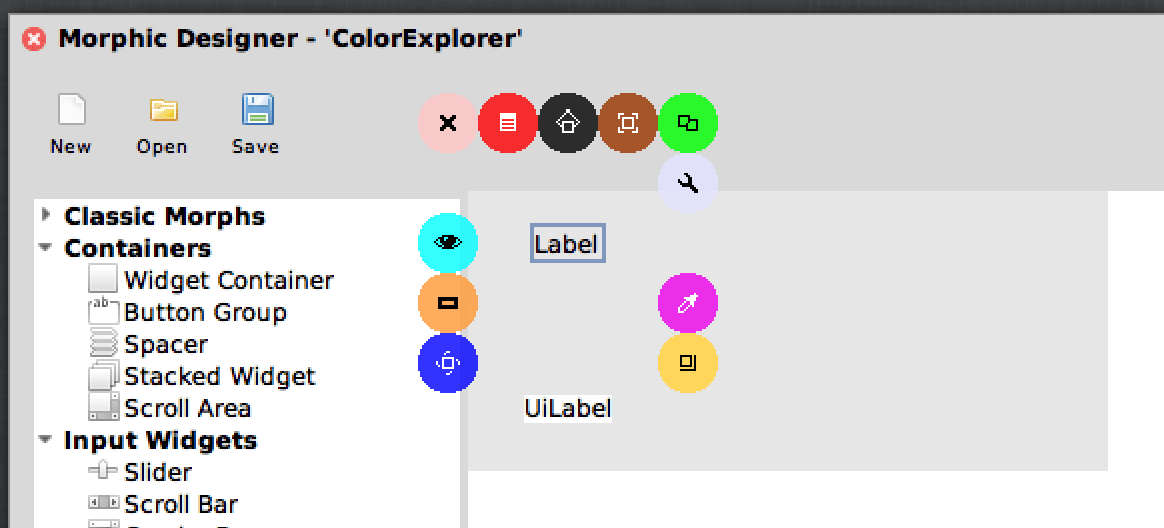 Morphic Designer - 'ColorExplorer'
New Open Save
Classic Morphs
Containers
Widget Container
ab
Button Group
Spacer
Stacked Widget
Scroll Area
Input Widgets
Slider
Scroll Bar
Label
UiLabel